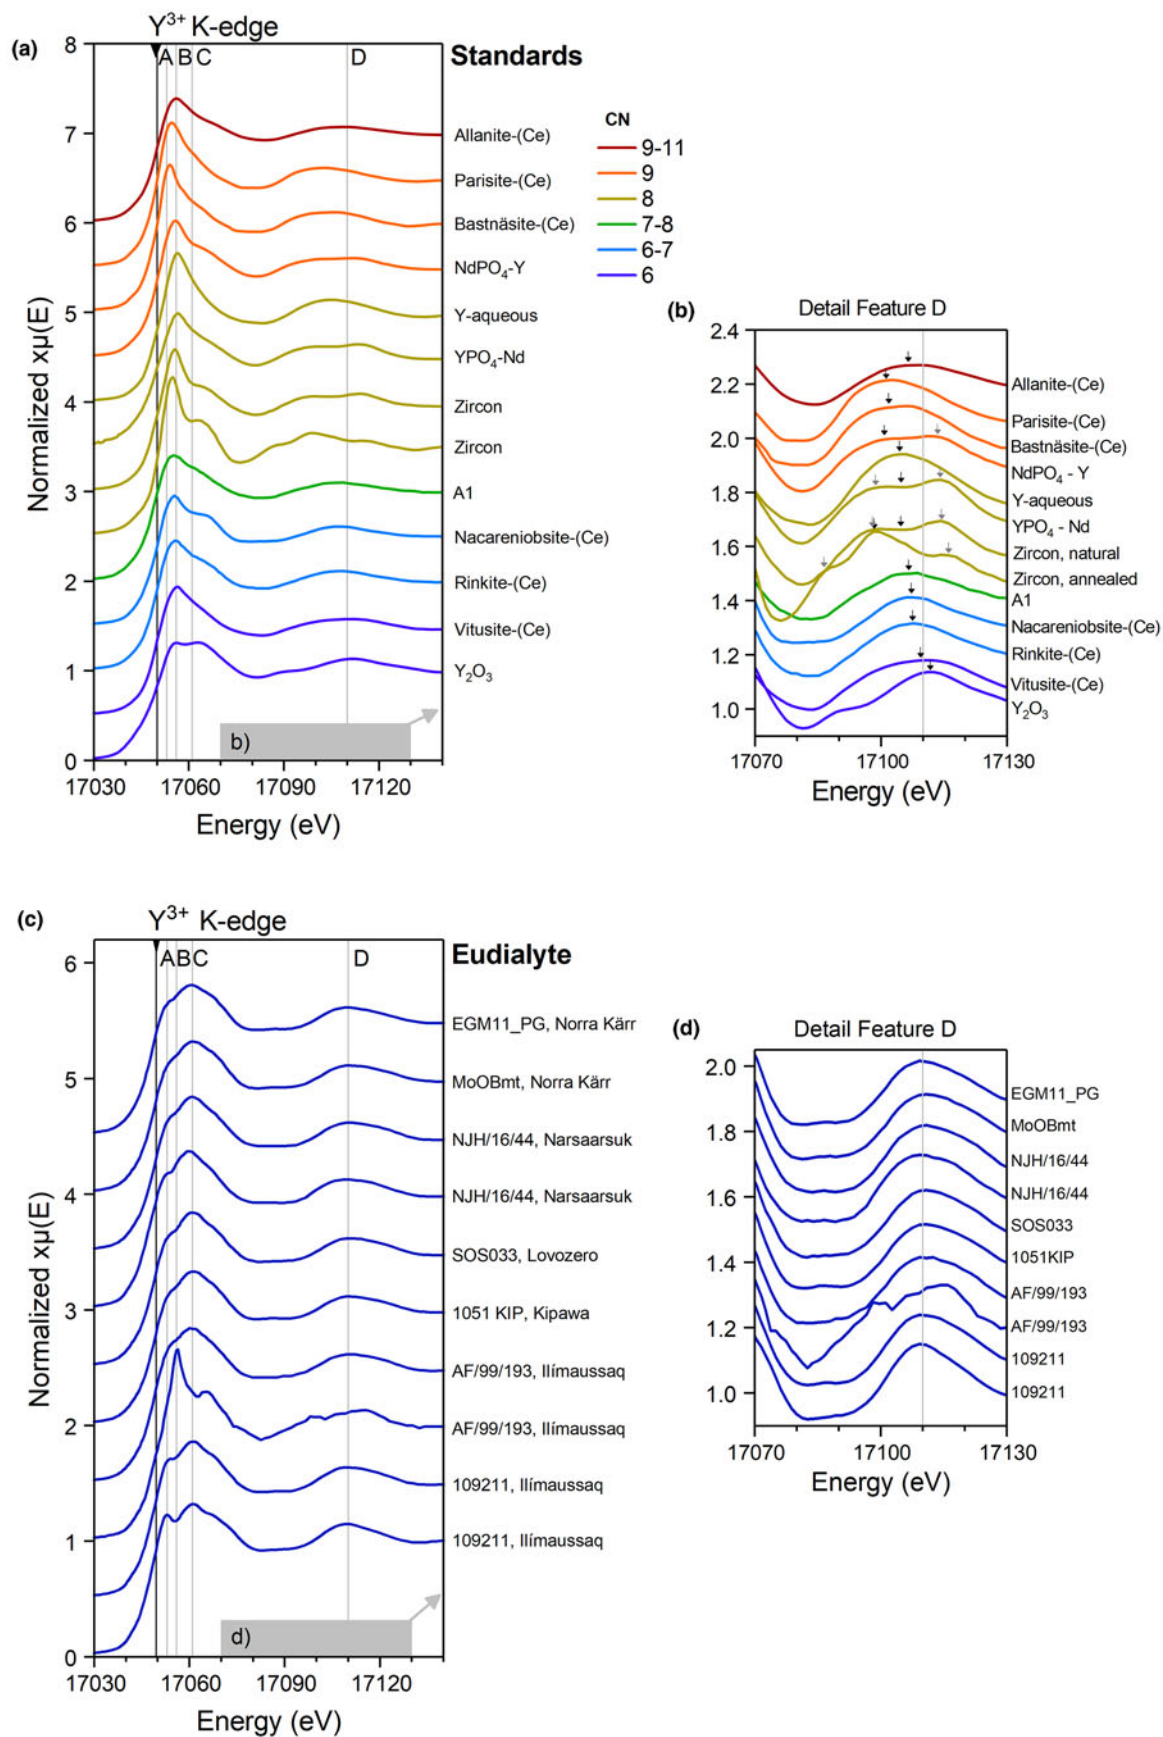 Y³⁺ K-edge
(a)
Standards
A B C D
8
7
6
5
4
3
2
1
0
Normalized xμ(E)
Allanite-(Ce)
Parisite-(Ce)
Bastnäsite-(Ce)
NdPO₄-Y
Y-aqueous
YPO₄-Nd
Zircon
Zircon
A1
Nacareniobsite-(Ce)
Rinkite-(Ce)
Vitusite-(Ce)
Y₂O₃
b)
17030 17060 17090 17120
Energy (eV)
CN
9-11
9
8
7-8
6-7
6
(b)
Detail Feature D
2.4
2.2
2.0
1.8
1.6
1.4
1.2
1.0
Allanite-(Ce)
Parisite-(Ce)
Bastnäsite-(Ce)
NdPO₄ - Y
Y-aqueous
YPO₄ - Nd
Zircon, natural
Zircon, annealed
A1
Nacareniobsite-(Ce)
Rinkite-(Ce)
Vitusite-(Ce)
Y₂O₃
17070 17100 17130
Energy (eV)
(c)
Y³⁺ K-edge
Eudialyte
A B C D
6
5
4
3
2
1
0
Normalized xμ(E)
EGM11_PG, Norra Kärr
MoOBmt, Norra Kärr
NJH/16/44, Narsaarsuk
NJH/16/44, Narsaarsuk
SOS033, Lovozero
1051 KIP, Kipawa
AF/99/193, Ilímaussaq
AF/99/193, Ilímaussaq
109211, Ilímaussaq
109211, Ilímaussaq
d)
17030 17060 17090 17120
Energy (eV)
(d)
Detail Feature D
2.0
1.8
1.6
1.4
1.2
1.0
EGM11_PG
MoOBmt
NJH/16/44
NJH/16/44
SOS033
1051KIP
AF/99/193
AF/99/193
109211
109211
17070 17100 17130
Energy (eV)